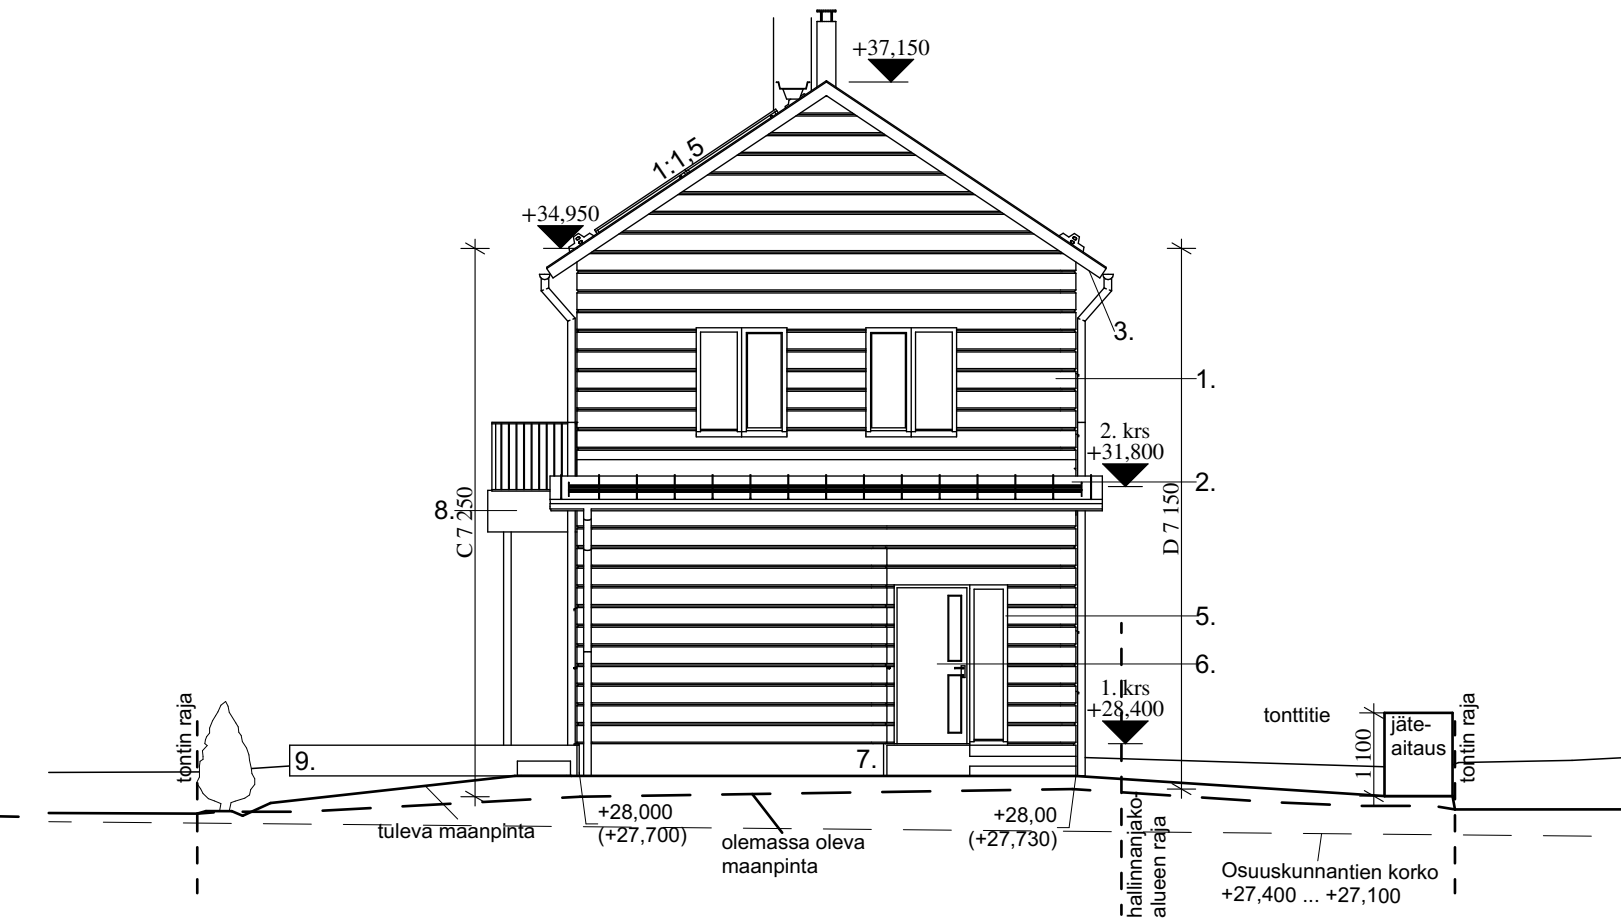 +37,150
1:1,5
+34,950
3.
1.
2. krs
+31,800
2.
8.
C 7 250
D 7 150
5.
6.
1. krs
+28,400
tontin raja
tonttitie
1 100
jäte-
aitaus
tontin raja
9.
7.
+28,000
(+27,700)
+28,00
(+27,730)
tuleva maanpinta
olemassa oleva
maanpinta
hallinnanjako-
alueen raja
Osuuskunnantien korko
+27,400 ... +27,100